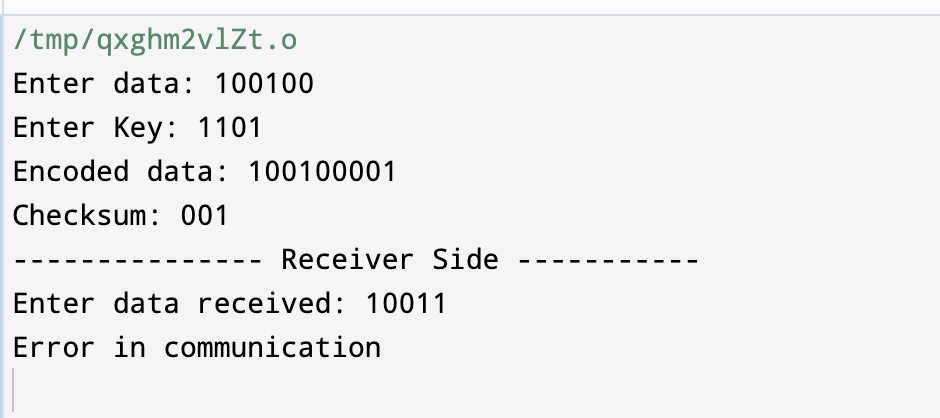 /tmp/qxghm2vlZt.o
Enter data: 100100
Enter Key: 1101
Encoded data: 100100001
Checksum: 001
--------------- Receiver Side -----------
Enter data received: 10011
Error in communication